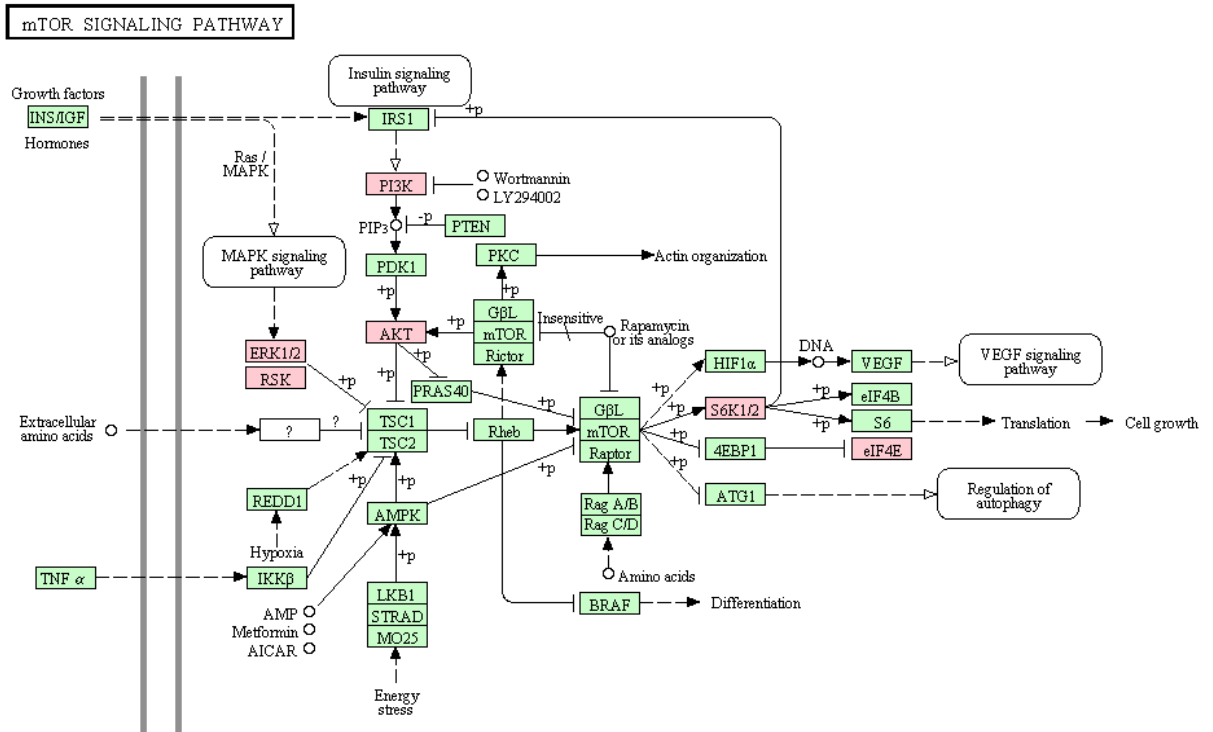 mTOR SIGNALING PATHWAY
Insulin signaling
pathway
Growth factors
INS/IGF
Hormones
IRS1
+p
Ras /
MAPK
PI3K
Wortmannin
LY294002
PIP3
-p
PTEN
MAPK signaling
pathway
PDK1
PKC
Actin organization
+p
+p
GβL
mTOR
Rictor
Insensitive
Rapamycin
or its analogs
AKT
+p
ERK1/2
RSK
+p
+p
+p
PRAS40
+p
HIF1α
DNA
VEGF
VEGF signaling
pathway
+p
+p
S6K1/2
+p
eIF4B
+p
S6
Translation
Cell growth
Extracellular
amino acids
?
?
TSC1
TSC2
Rheb
GβL
mTOR
Raptor
+p
4EBP1
eIF4E
+p
+p
+p
+p
ATG1
Regulation of
autophagy
REDD1
AMPK
Rag A/B
Rag C/D
Hypoxia
+p
TNF α
IKKβ
Amino acids
AMP
Metformin
AICAR
LKB1
STRAD
MO25
BRAF
Differentiation
Energy
stress